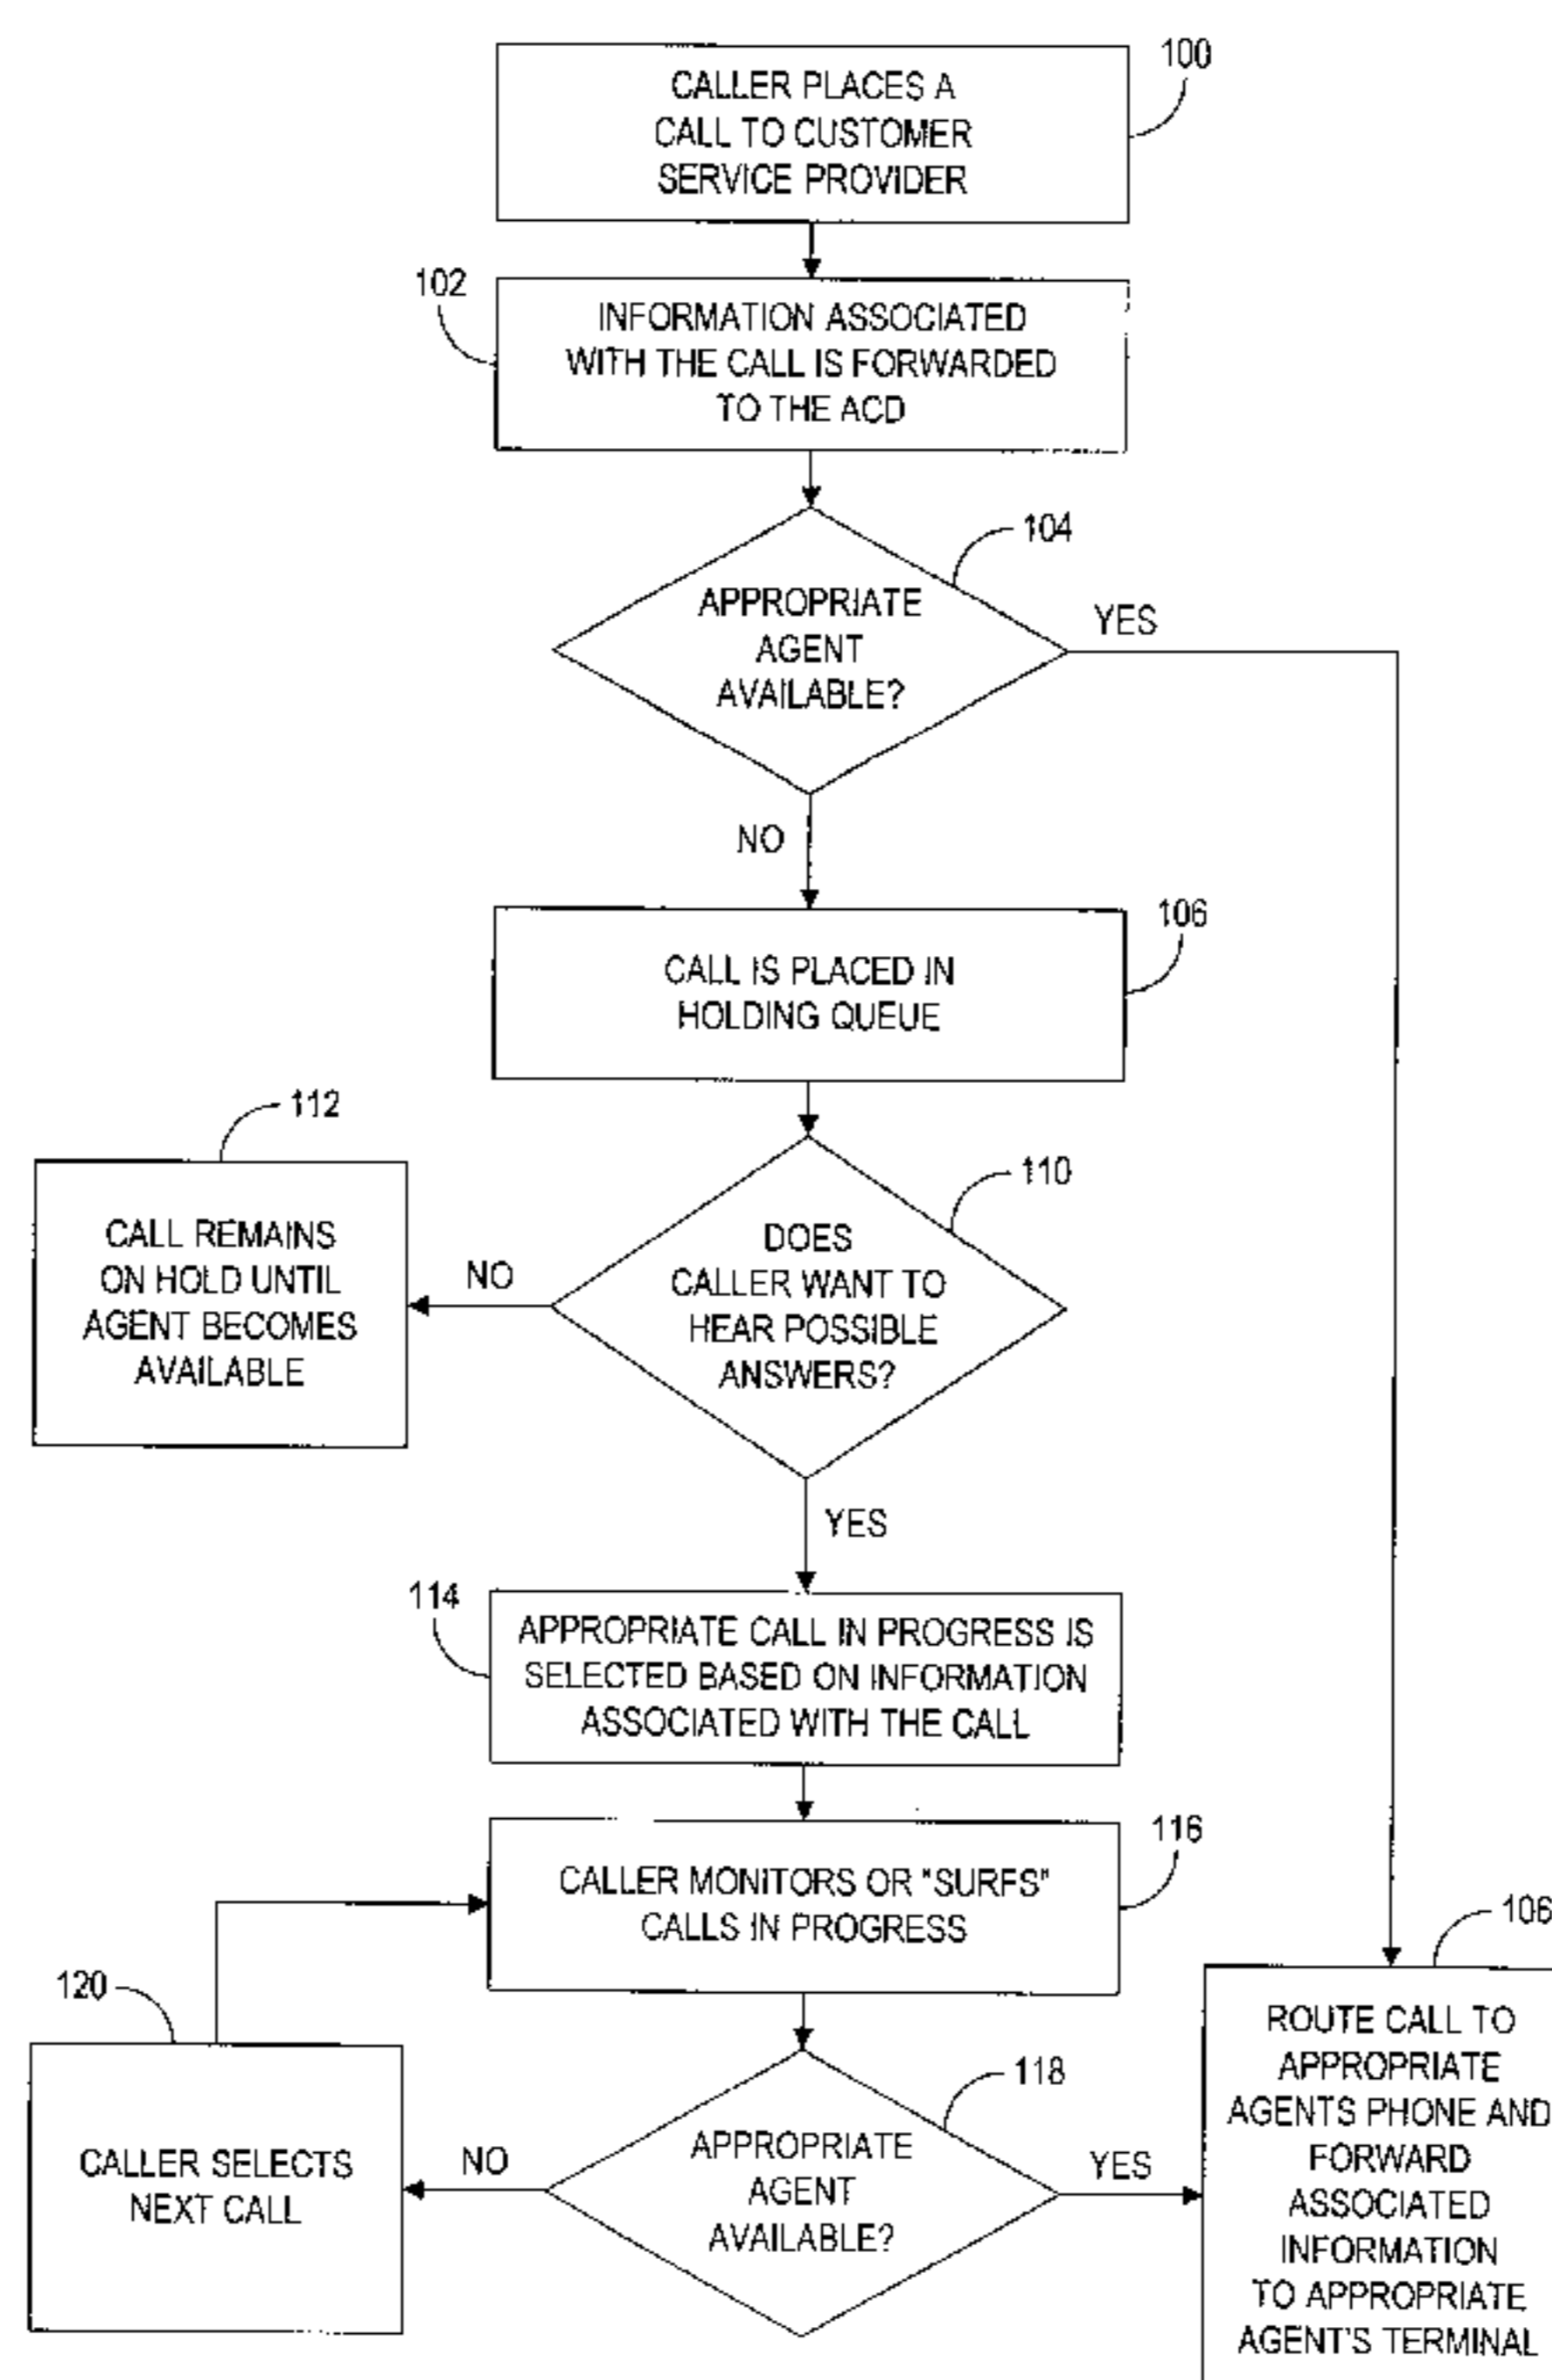 100
CALLER PLACES A
CALL TO CUSTOMER
SERVICE PROVIDER
102
INFORMATION ASSOCIATED
WITH THE CALL IS FORWARDED
TO THE ACD
104
APPROPRIATE
AGENT
AVAILABLE?
YES
NO
106
CALL IS PLACED IN
HOLDING QUEUE
112
CALL REMAINS
ON HOLD UNTIL
AGENT BECOMES
AVAILABLE
NO
110
DOES
CALLER WANT TO
HEAR POSSIBLE
ANSWERS?
YES
114
APPROPRIATE CALL IN PROGRESS IS
SELECTED BASED ON INFORMATION
ASSOCIATED WITH THE CALL
116
CALLER MONITORS OR "SURFS"
CALLS IN PROGRESS
120
CALLER SELECTS
NEXT CALL
NO
118
APPROPRIATE
AGENT
AVAILABLE?
YES
106
ROUTE CALL TO
APPROPRIATE
AGENTS PHONE AND
FORWARD
ASSOCIATED
INFORMATION
TO APPROPRIATE
AGENT'S TERMINAL